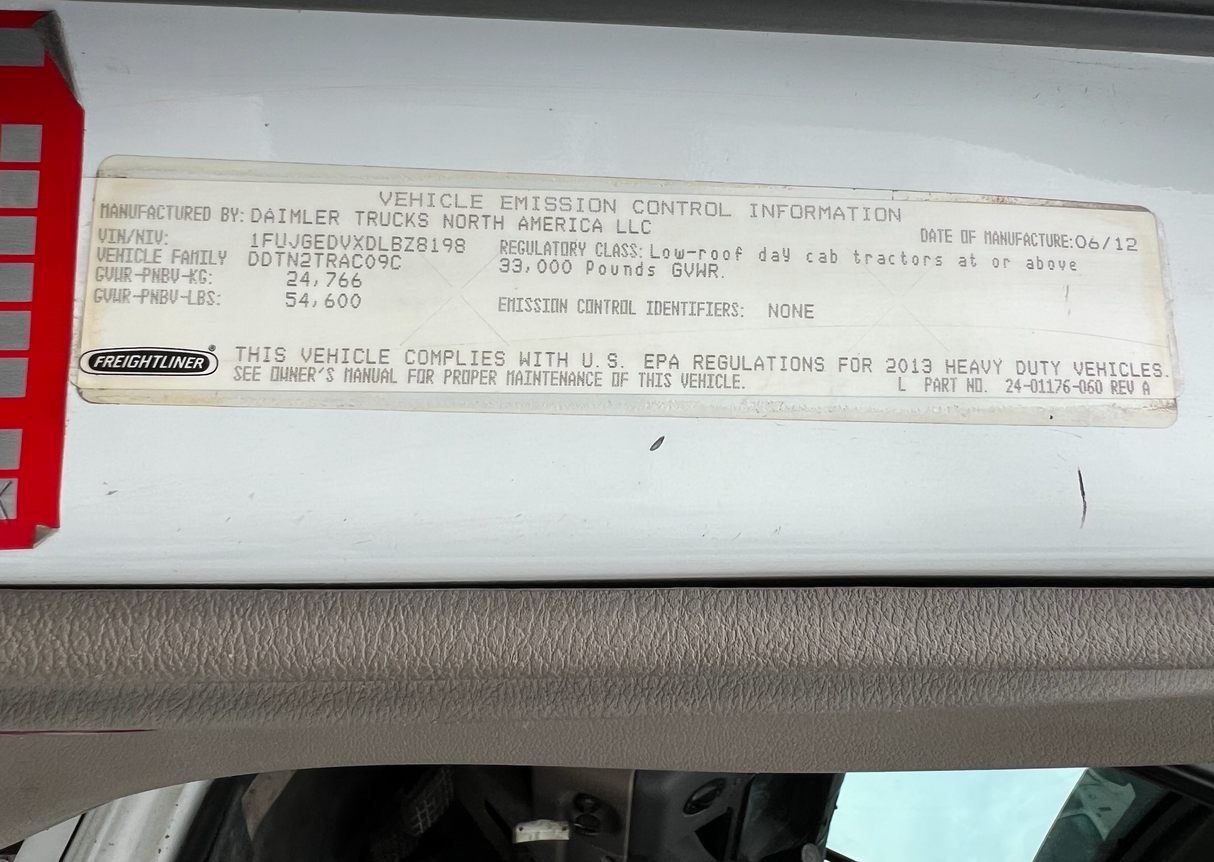 VEHICLE EMISSION CONTROL INFORMATION
MANUFACTURED BY: DAIMLER TRUCKS NORTH AMERICA LLC
DATE OF MANUFACTURE:06/12
VIN/NIV: 1FUJGEDVXDLBZ8198
REGULATORY CLASS: Low-roof day cab tractors at or above
33,000 Pounds GVWR.
VEHICLE FAMILY DDTN2TRAC09C
GVWR-PNBV-KG: 24,766
GVWR-PNBV-LBS: 54,600
EMISSION CONTROL IDENTIFIERS: NONE
FREIGHTLINER®
THIS VEHICLE COMPLIES WITH U.S. EPA REGULATIONS FOR 2013 HEAVY DUTY VEHICLES.
SEE OWNER'S MANUAL FOR PROPER MAINTENANCE OF THIS VEHICLE.
L PART NO. 24-01176-060 REV A